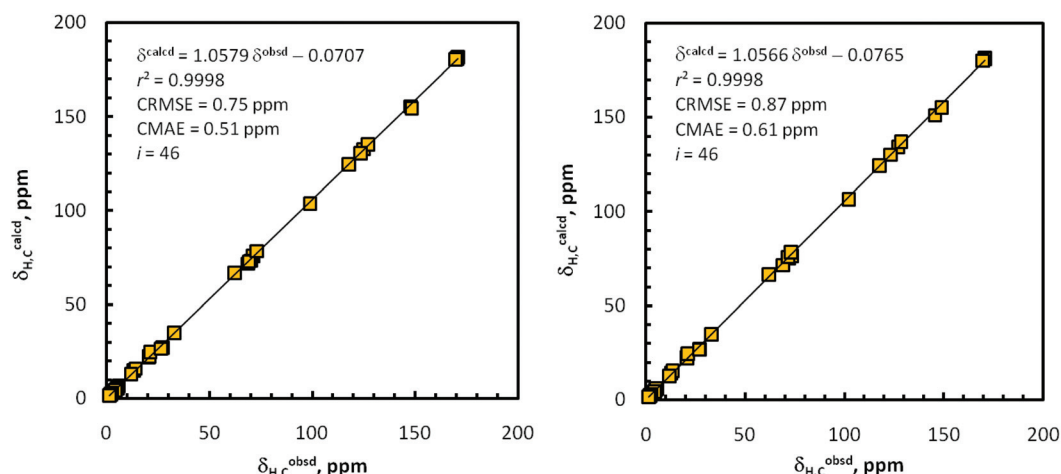 δcalcd = 1.0579 δobsd – 0.0707
r2 = 0.9998
CRMSE = 0.75 ppm
CMAE = 0.51 ppm
i = 46
200
150
100
50
0
0 50 100 150 200
δH,Ccalcd, ppm
δH,Cobsd, ppm
δcalcd = 1.0566 δobsd – 0.0765
r2 = 0.9998
CRMSE = 0.87 ppm
CMAE = 0.61 ppm
i = 46
200
150
100
50
0
0 50 100 150 200
δH,Ccalcd, ppm
δH,Cobsd, ppm